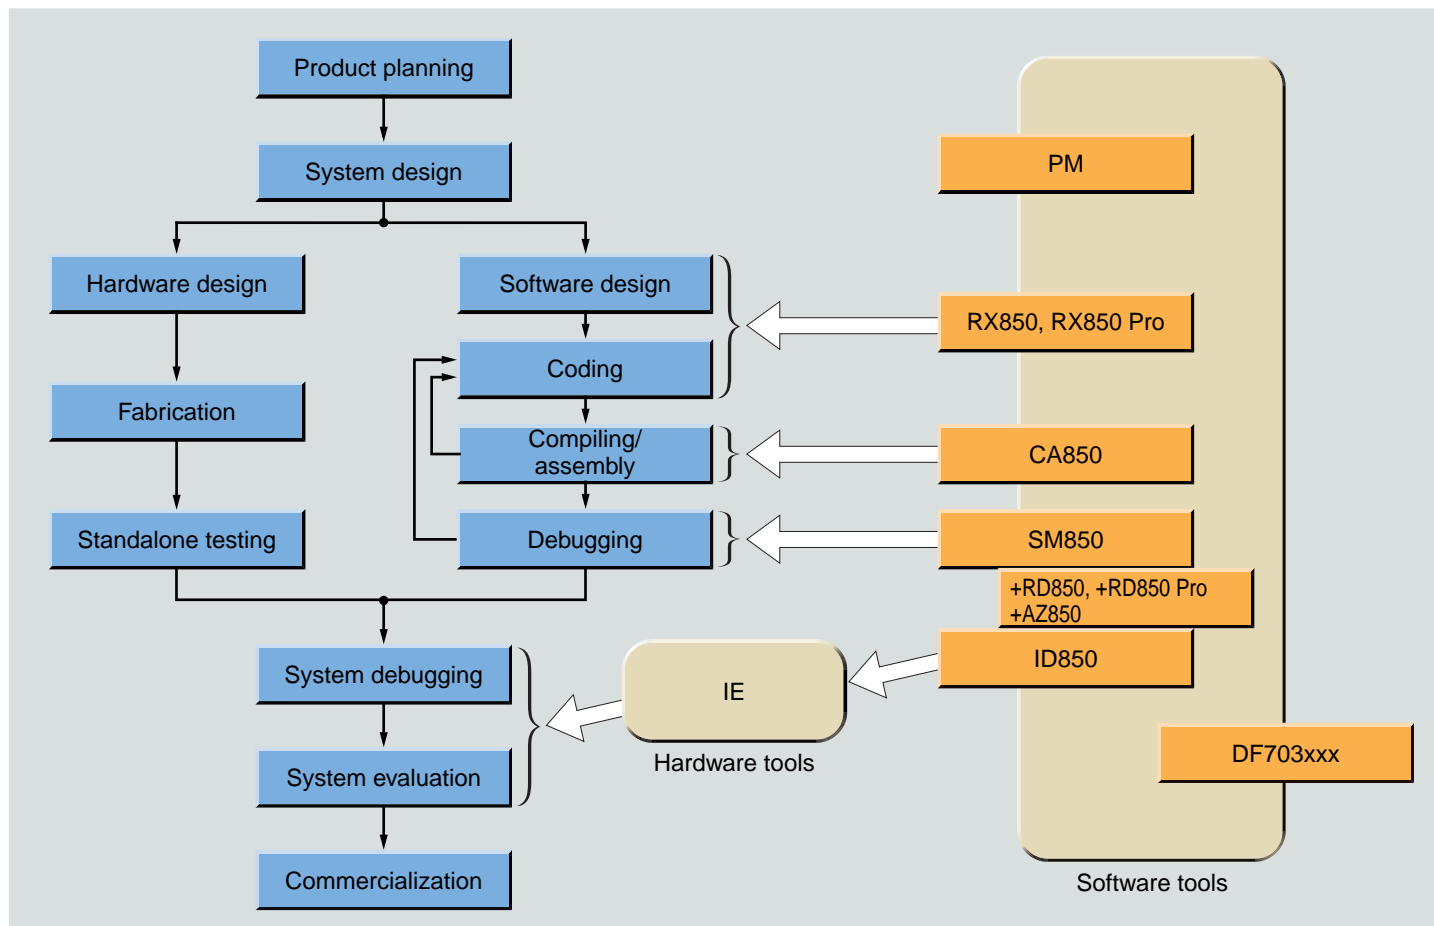 Product planning
System design
Hardware design
Software design
Coding
Fabrication
Compiling/
assembly
Standalone testing
Debugging
System debugging
System evaluation
Commercialization
IE
Hardware tools
PM
RX850, RX850 Pro
CA850
SM850
+RD850, +RD850 Pro
+AZ850
ID850
DF703xxx
Software tools